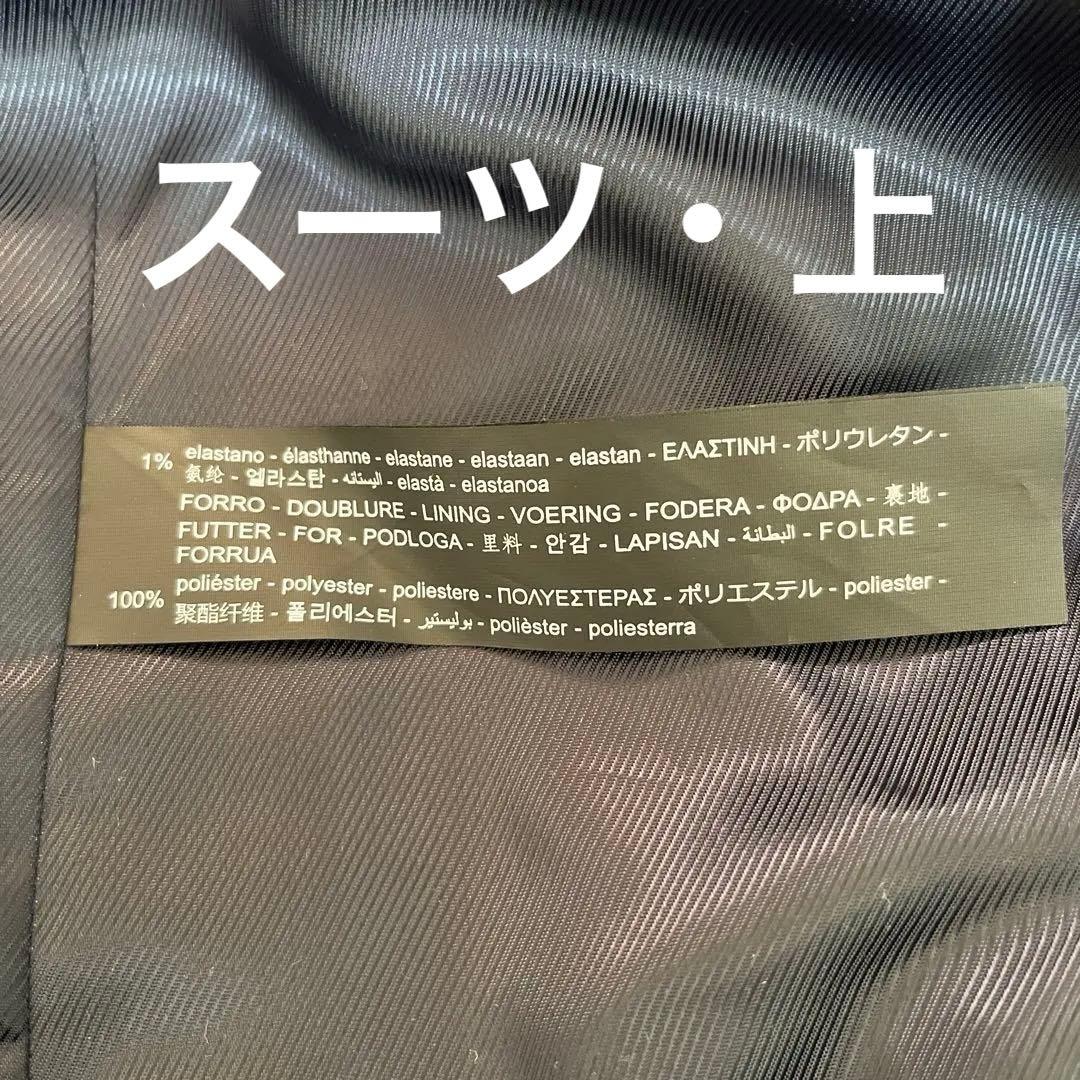 スーツ・上
1% elastano - élasthanne - elastane - elastaan - elastan - ΕΛΑΣΤΙΝΗ - ポリウレタン -
氨纶 - 엘라스탄 - اليستانه - elastà - elastanoa
FORRO - DOUBLURE - LINING - VOERING - FODERA - ΦΟΔΡΑ - 裏地 -
FUTTER - FOR - PODLOGA - 里料 - 안감 - LAPISAN - البطانة - FOLRE -
FORRUA
100% poliéster - polyester - poliestere - ΠΟΛΥΕΣΤΕΡΑΣ - ポリエステル - poliester -
聚酯纤维 - 폴리에스터 - بوليستير - polièster - poliesterra